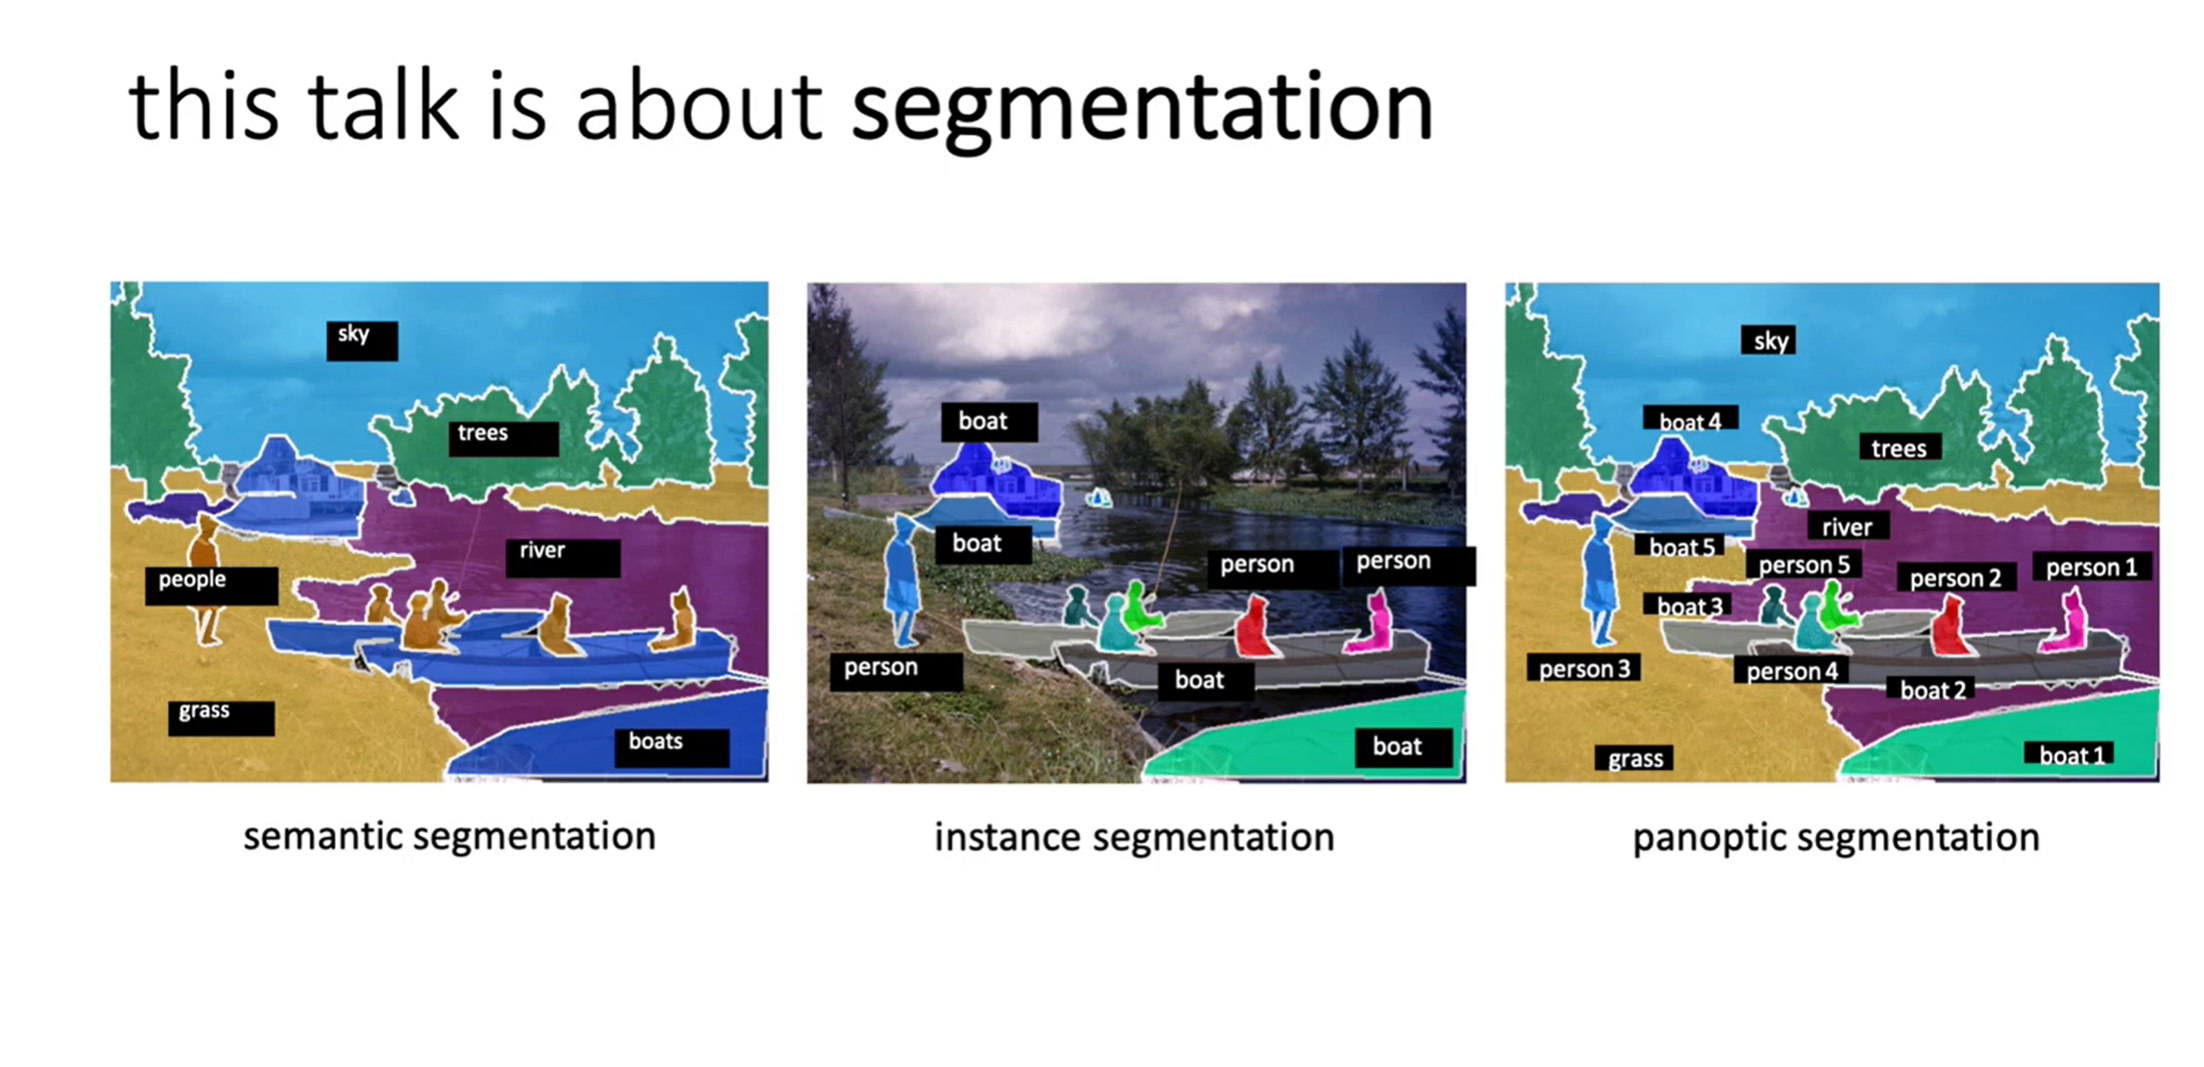 this talk is about segmentation
sky
trees
river
people
grass
boats
semantic segmentation
boat
boat
person
person
person
boat
boat
instance segmentation
sky
boat 4
trees
river
boat 5
person 5
person 2
person 1
boat 3
person 3
person 4
boat 2
grass
boat 1
panoptic segmentation